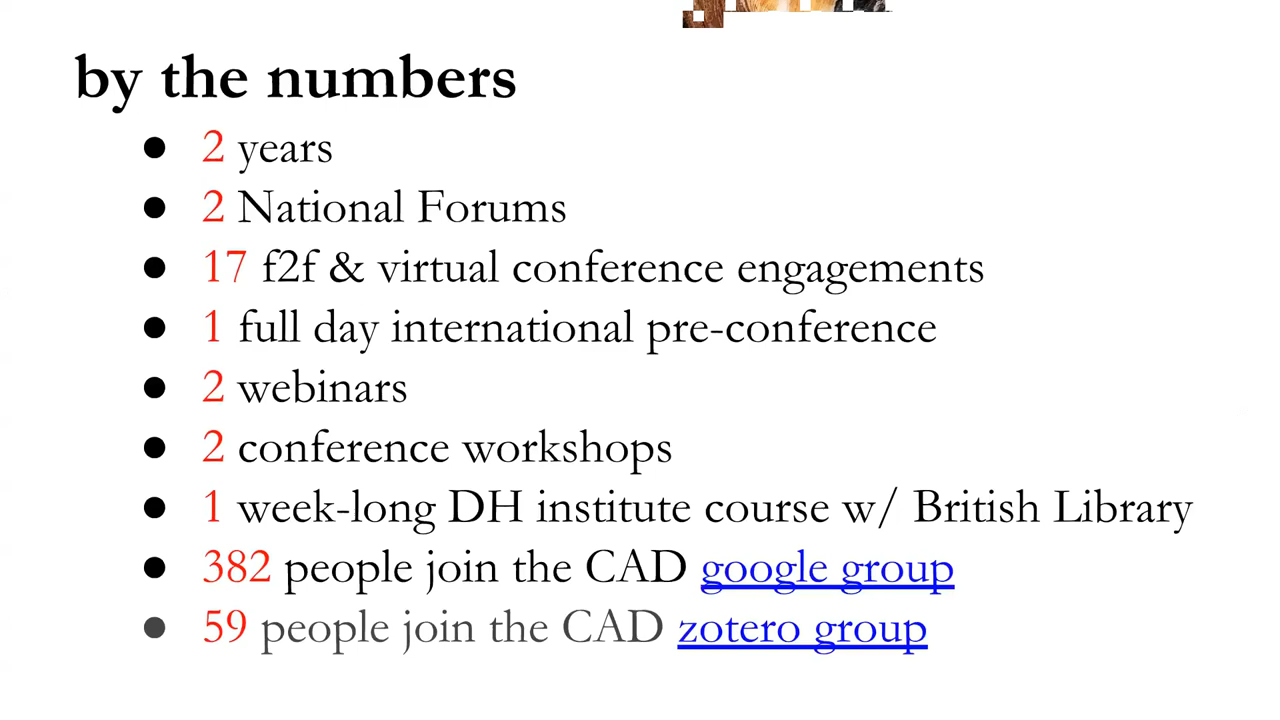 by the numbers
● 2 years
● 2 National Forums
● 17 f2f & virtual conference engagements
● 1 full day international pre-conference
● 2 webinars
● 2 conference workshops
● 1 week-long DH institute course w/ British Library
● 382 people join the CAD google group
● 59 people join the CAD zotero group